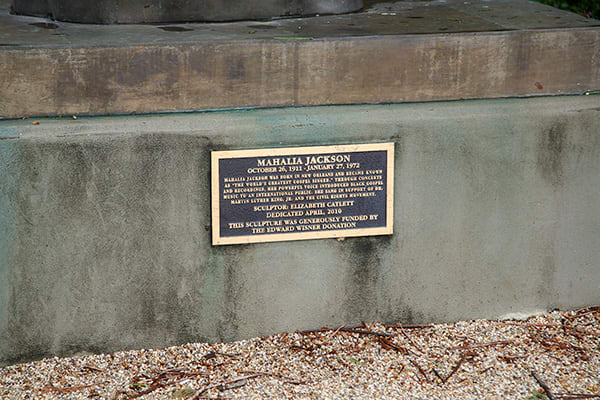 MAHALIA JACKSON
OCTOBER 26, 1911 - JANUARY 27, 1972
MAHALIA JACKSON WAS BORN IN NEW ORLEANS AND BECAME KNOWN
AS "THE WORLD'S GREATEST GOSPEL SINGER." THROUGH CONCERTS
AND RECORDINGS, HER POWERFUL VOICE INTRODUCED BLACK GOSPEL
MUSIC TO AN INTERNATIONAL PUBLIC. SHE SANG IN SUPPORT OF DR.
MARTIN LUTHER KING, JR. AND THE CIVIL RIGHTS MOVEMENT.
SCULPTOR: ELIZABETH CATLETT
DEDICATED APRIL, 2010
THIS SCULPTURE WAS GENEROUSLY FUNDED BY
THE EDWARD WISNER DONATION